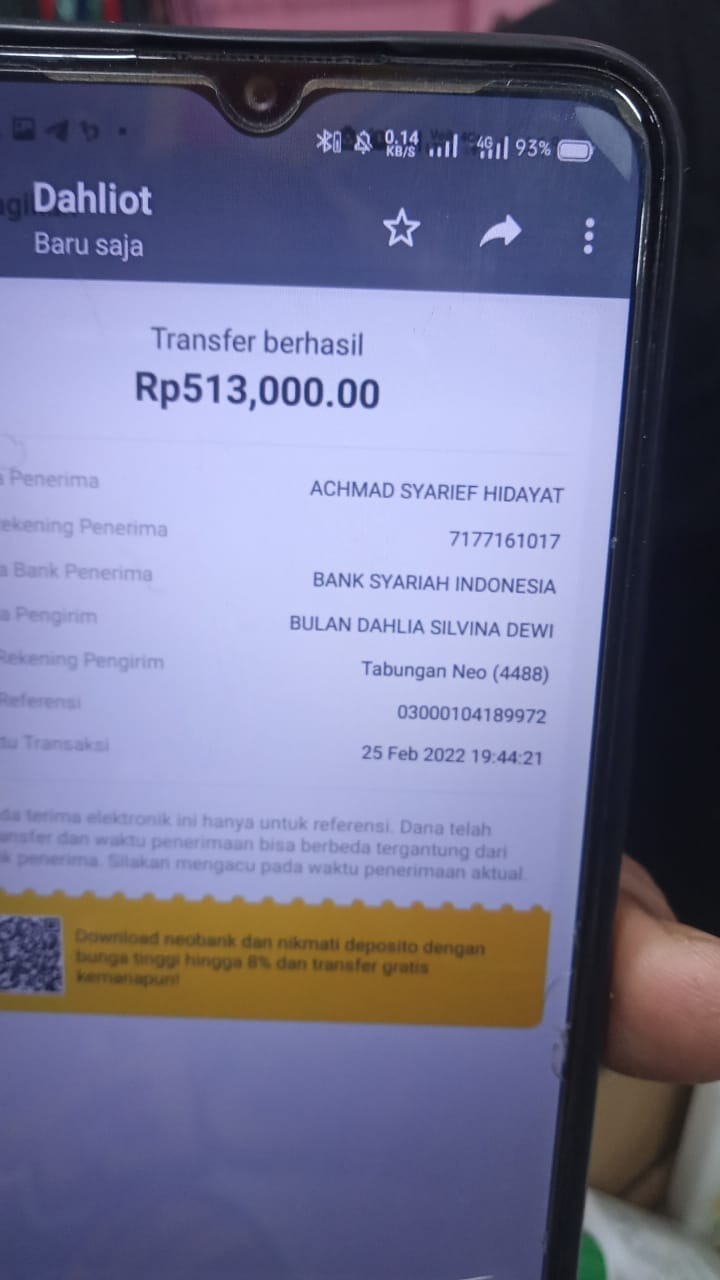 0.14
KB/S
4G
93%
Dahliot
Baru saja
Transfer berhasil
Rp513,000.00
Penerima
ACHMAD SYARIEF HIDAYAT
ekening Penerima
7177161017
a Bank Penerima
BANK SYARIAH INDONESIA
a Pengirim
BULAN DAHLIA SILVINA DEWI
Rekening Pengirim
Tabungan Neo (4488)
Referensi
03000104189972
tu Transaksi
25 Feb 2022 19:44:21
da terima elektronik ini hanya untuk referensi. Dana telah
ansfer dan waktu penerimaan bisa berbeda tergantung dari
k penerima. Silakan mengacu pada waktu penerimaan aktual.
Download neobank dan nikmati deposito dengan
bunga tinggi hingga 8% dan transfer gratis
kemanapun!